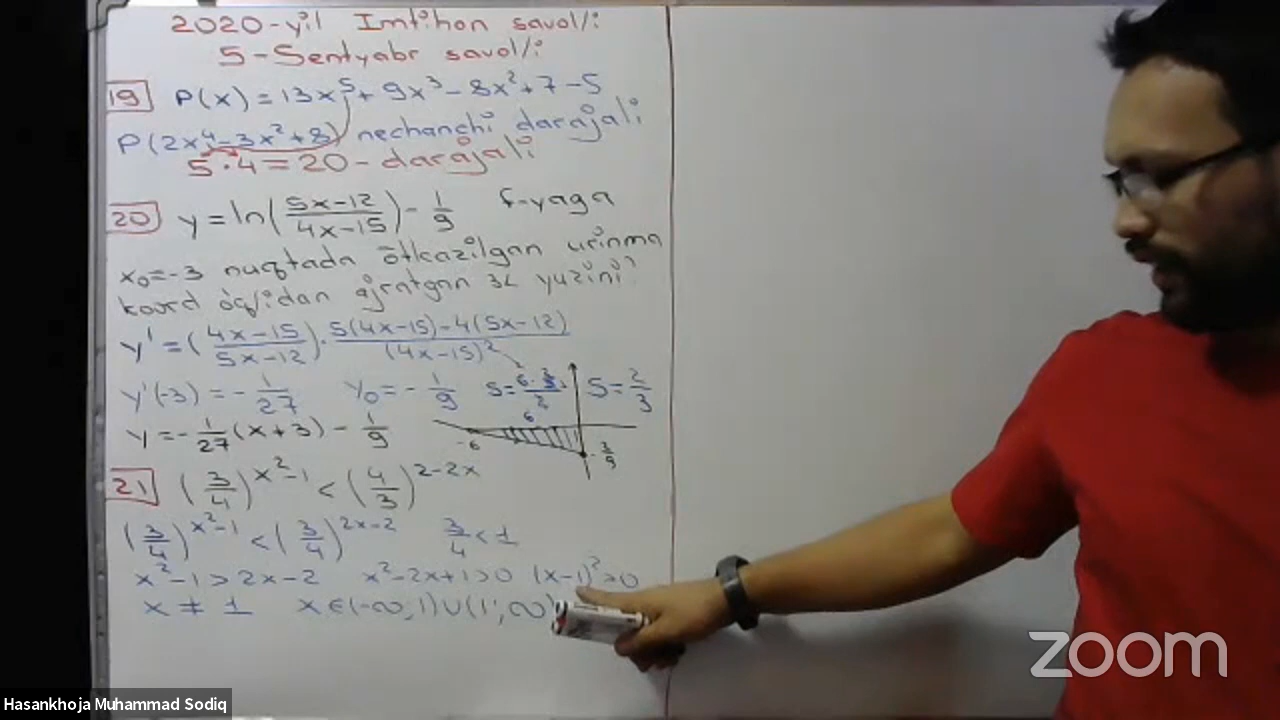 2020-yil Imtihon savoli
5-Sentyabr savoli
19 P(x)=13x⁵+9x³-8x²+7-5
P(2x⁴-3x²+8) nechanchi darajali
5·4=20-darajali
20 y=ln((5x-12)/(4x-15))-1/9 f-yaga
x₀=-3 nuqtada ōtkazilgan urinma
koord óqlidan ajratgan 3L yuzini?
y'=((4x-15)/(5x-12))·(5(4x-15)-4(5x-12))/(4x-15)²
y'(-3)=-1/27 y₀=-1/9 S=2/3
y=-1/27(x+3)-1/9 -6 6 -3/9
21 (3/4)^(x²-1)<(4/3)^(2-2x)
(3/4)^(x²-1)<(3/4)^(2x-2) 3/4<1
x²-1>2x-2 x²-2x+1>0 (x-1)²>0
x≠1 x∈(-∞,1)∪(1;∞)
zoom
Hasankhoja Muhammad Sodiq